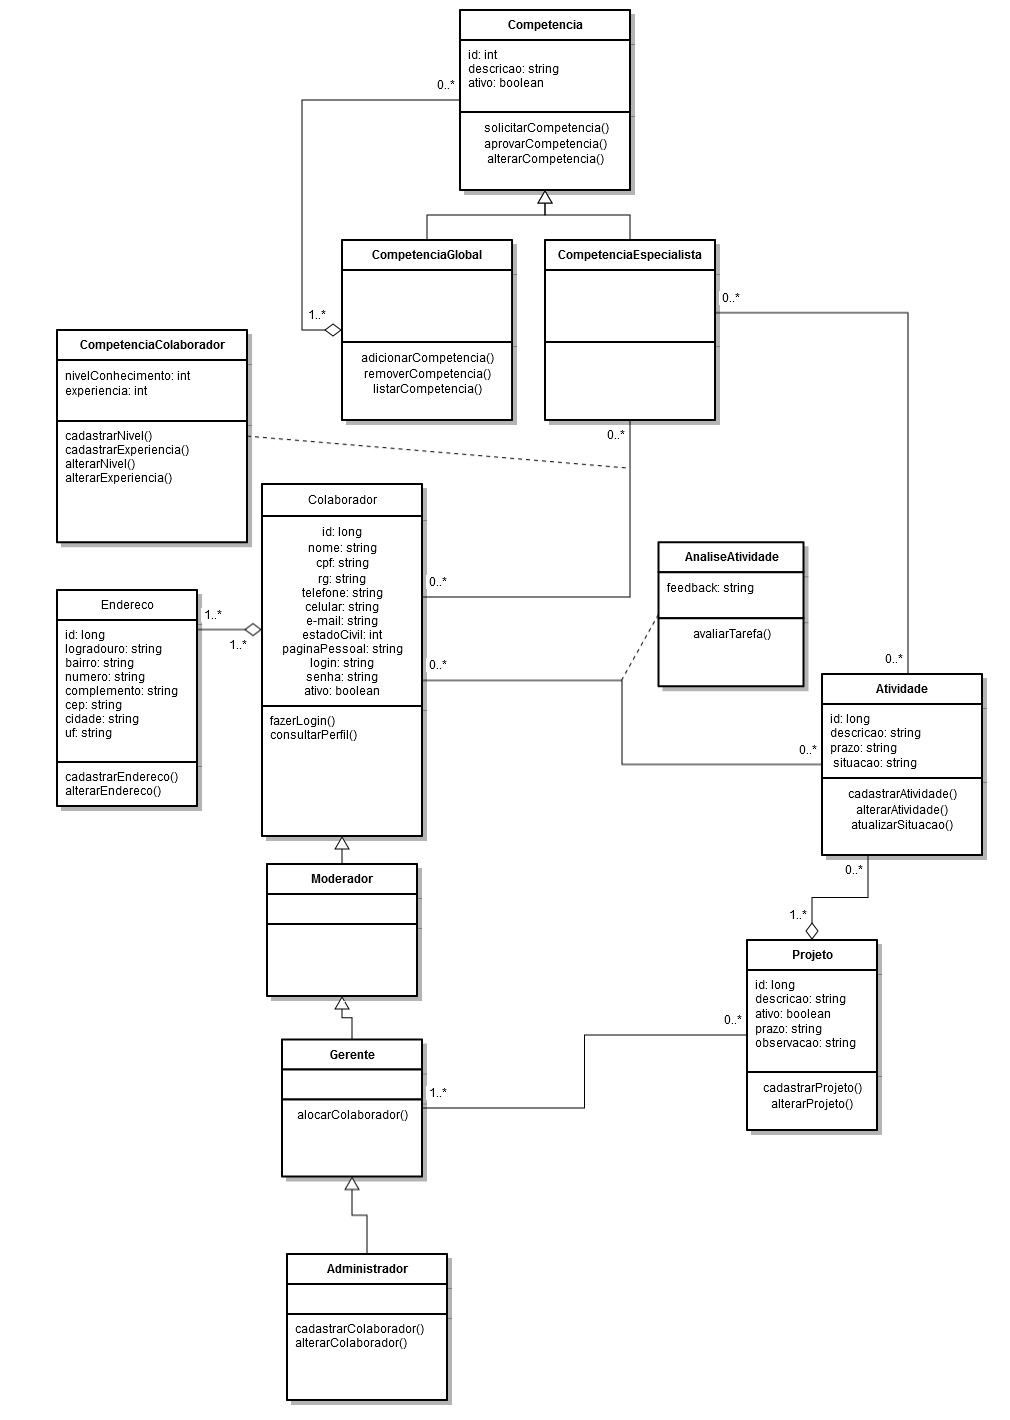 Competencia
id: int
descricao: string
ativo: boolean
solicitarCompetencia()
aprovarCompetencia()
alterarCompetencia()
0..*
1..*
CompetenciaGlobal
adicionarCompetencia()
removerCompetencia()
listarCompetencia()
CompetenciaEspecialista
0..*
0..*
CompetenciaColaborador
nivelConhecimento: int
experiencia: int
cadastrarNivel()
cadastrarExperiencia()
alterarNivel()
alterarExperiencia()
Colaborador
id: long
nome: string
cpf: string
rg: string
telefone: string
celular: string
e-mail: string
estadoCivil: int
paginaPessoal: string
login: string
senha: string
ativo: boolean
fazerLogin()
consultarPerfil()
0..*
0..*
Endereco
id: long
logradouro: string
bairro: string
numero: string
complemento: string
cep: string
cidade: string
uf: string
cadastrarEndereco()
alterarEndereco()
1..*
1..*
AnaliseAtividade
feedback: string
avaliarTarefa()
0..*
0..*
Atividade
id: long
descricao: string
prazo: string
situacao: string
cadastrarAtividade()
alterarAtividade()
atualizarSituacao()
0..*
1..*
Moderador
Projeto
id: long
descricao: string
ativo: boolean
prazo: string
observacao: string
cadastrarProjeto()
alterarProjeto()
0..*
1..*
Gerente
alocarColaborador()
Administrador
cadastrarColaborador()
alterarColaborador()